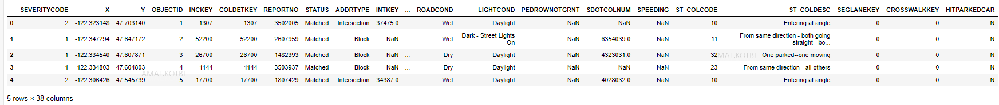 SEVERITYCODE X Y OBJECTID INCKEY COLDETKEY REPORTNO STATUS ADDRTYPE INTKEY ... ROADCOND LIGHTCOND PEDROWNOTGRNT SDOTCOLNUM SPEEDING ST_COLCODE ST_COLDESC SEGLANEKEY CROSSWALKKEY HITPARKEDCAR
0 2 -122.323148 47.703140 1 1307 1307 3502005 Matched Intersection 37475.0 ... Wet Daylight NaN NaN NaN 10 Entering at angle 0 0 N
1 1 -122.347294 47.647172 2 52200 52200 2607959 Matched Block NaN ... Wet Dark - Street Lights On NaN 6354039.0 NaN 11 From same direction - both going straight - bo... 0 0 N
2 1 -122.334540 47.607871 3 26700 26700 1482393 Matched Block NaN ... Dry Daylight NaN 4323031.0 NaN 32 One parked--one moving 0 0 N
MALKOTBI
3 1 -122.334803 47.604803 4 1144 1144 3503937 Matched Block NaN ... Dry Daylight NaN NaN NaN 23 From same direction - all others 0 0 N
AMALKOTBI
4 2 -122.306426 47.545739 5 17700 17700 1807429 Matched Intersection 34387.0 ... Wet Daylight NaN 4028032.0 NaN 10 Entering at angle 0 0 N
5 rows × 38 columns